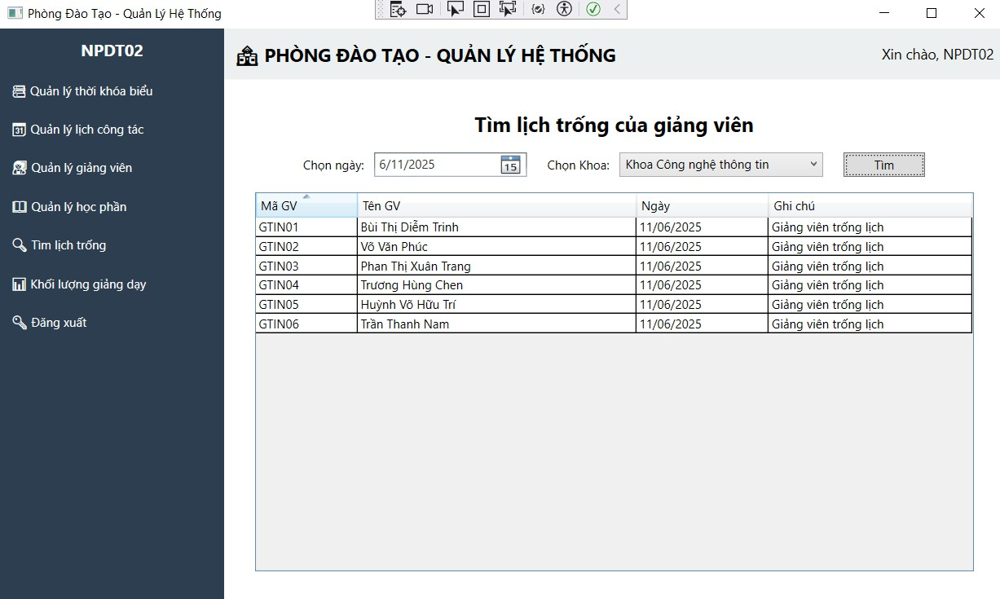 Phòng Đào Tạo - Quản Lý Hệ Thống
NPDT02
Quản lý thời khóa biểu
31 Quản lý lịch công tác
Quản lý giảng viên
Quản lý học phần
Tìm lịch trống
Khối lượng giảng dạy
Đăng xuất
PHÒNG ĐÀO TẠO - QUẢN LÝ HỆ THỐNG
Xin chào, NPDT02
Tìm lịch trống của giảng viên
Chọn ngày: 6/11/2025 15 Chọn Khoa: Khoa Công nghệ thông tin Tìm
Mã GV Tên GV Ngày Ghi chú
GTIN01 Bùi Thị Diễm Trinh 11/06/2025 Giảng viên trống lịch
GTIN02 Võ Văn Phúc 11/06/2025 Giảng viên trống lịch
GTIN03 Phan Thị Xuân Trang 11/06/2025 Giảng viên trống lịch
GTIN04 Trương Hùng Chen 11/06/2025 Giảng viên trống lịch
GTIN05 Huỳnh Võ Hữu Trí 11/06/2025 Giảng viên trống lịch
GTIN06 Trần Thanh Nam 11/06/2025 Giảng viên trống lịch